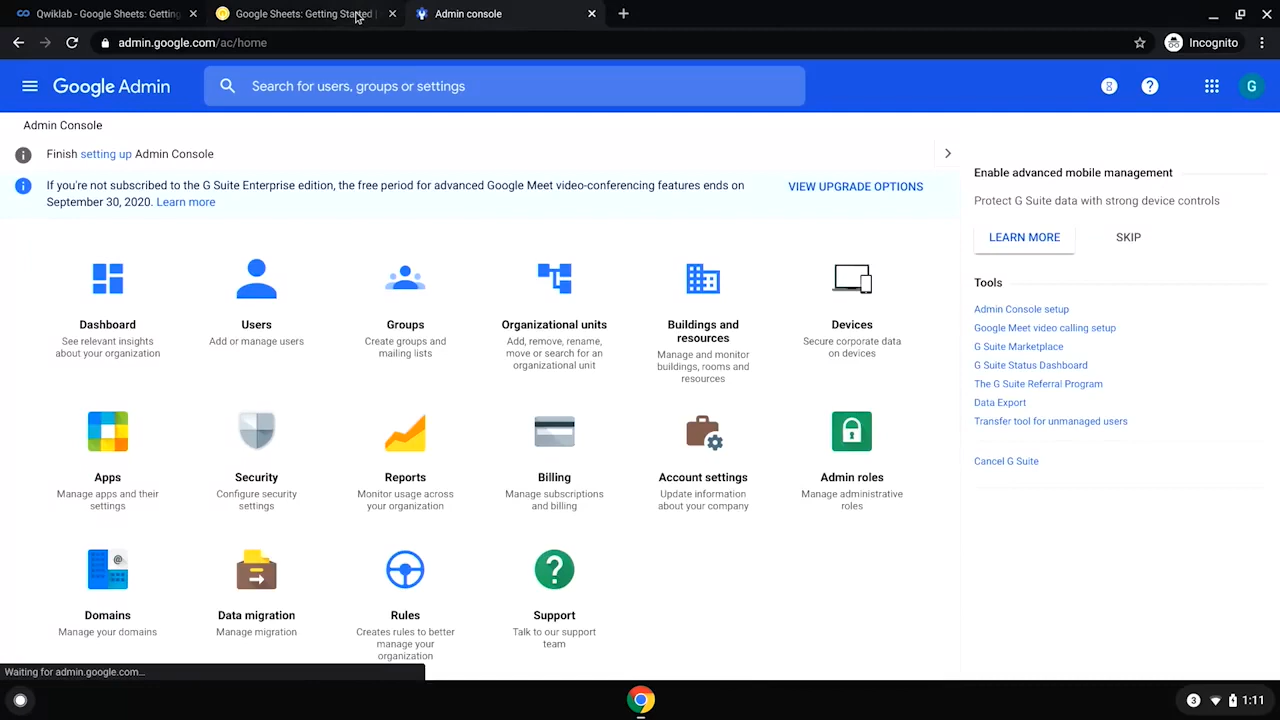 Qwiklab - Google Sheets: Getting
Google Sheets: Getting Started |
Admin console
admin.google.com/ac/home
Incognito
Google Admin
Search for users, groups or settings
G
Admin Console
Finish setting up Admin Console
If you're not subscribed to the G Suite Enterprise edition, the free period for advanced Google Meet video-conferencing features ends on
September 30, 2020. Learn more
VIEW UPGRADE OPTIONS
Enable advanced mobile management
Protect G Suite data with strong device controls
LEARN MORE
SKIP
Dashboard
See relevant insights
about your organization
Users
Add or manage users
Groups
Create groups and
mailing lists
Organizational units
Add, remove, rename,
move or search for an
organizational unit
Buildings and
resources
Manage and monitor
buildings, rooms and
resources
Devices
Secure corporate data
on devices
Apps
Manage apps and their
settings
Security
Configure security
settings
Reports
Monitor usage across
your organization
Billing
Manage subscriptions
and billing
Account settings
Update information
about your company
Admin roles
Manage administrative
roles
Domains
Manage your domains
Data migration
Manage migration
Rules
Creates rules to better
manage your
organization
Support
Talk to our support
team
Tools
Admin Console setup
Google Meet video calling setup
G Suite Marketplace
G Suite Status Dashboard
The G Suite Referral Program
Data Export
Transfer tool for unmanaged users
Cancel G Suite
Waiting for admin.google.com...
3
1:11